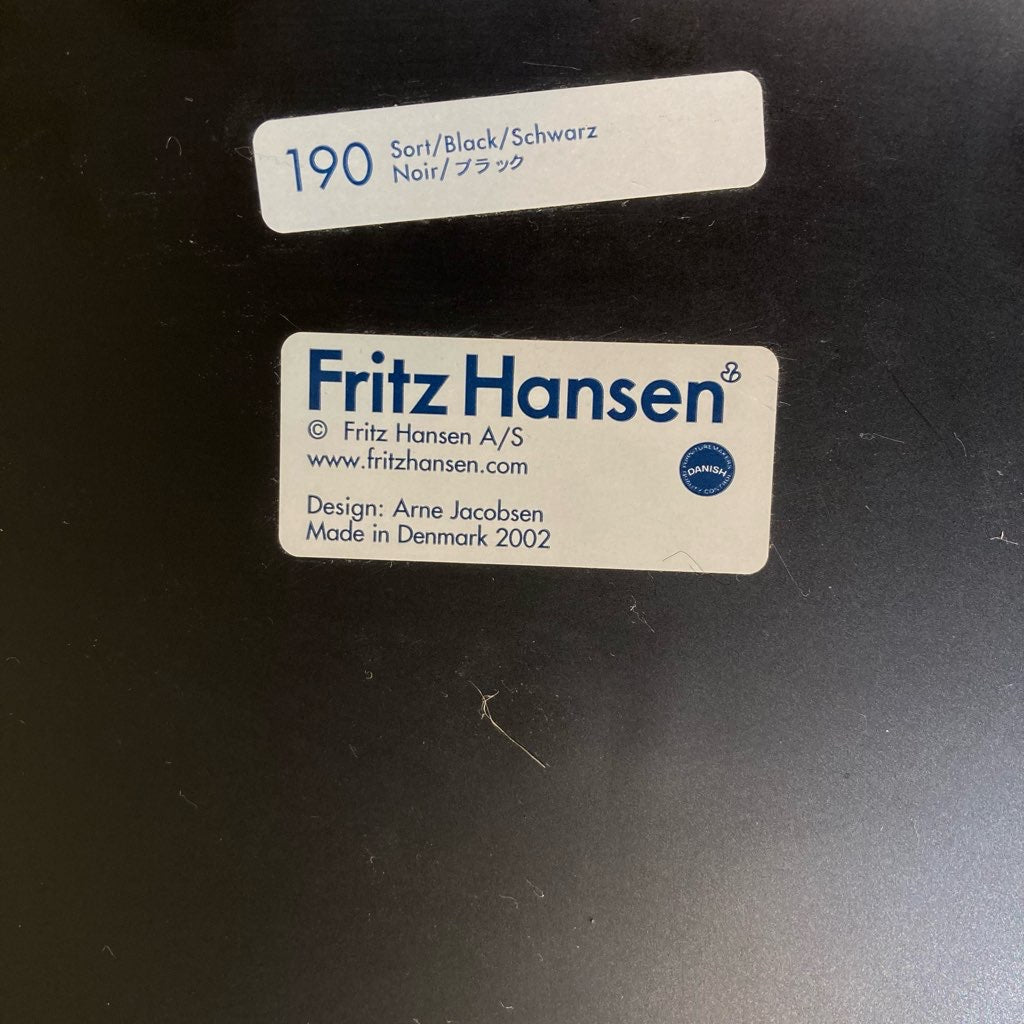 190
Sort/Black/Schwarz
Noir/ブラック
Fritz Hansen
© Fritz Hansen A/S
www.fritzhansen.com
DANISH
Design: Arne Jacobsen
Made in Denmark 2002